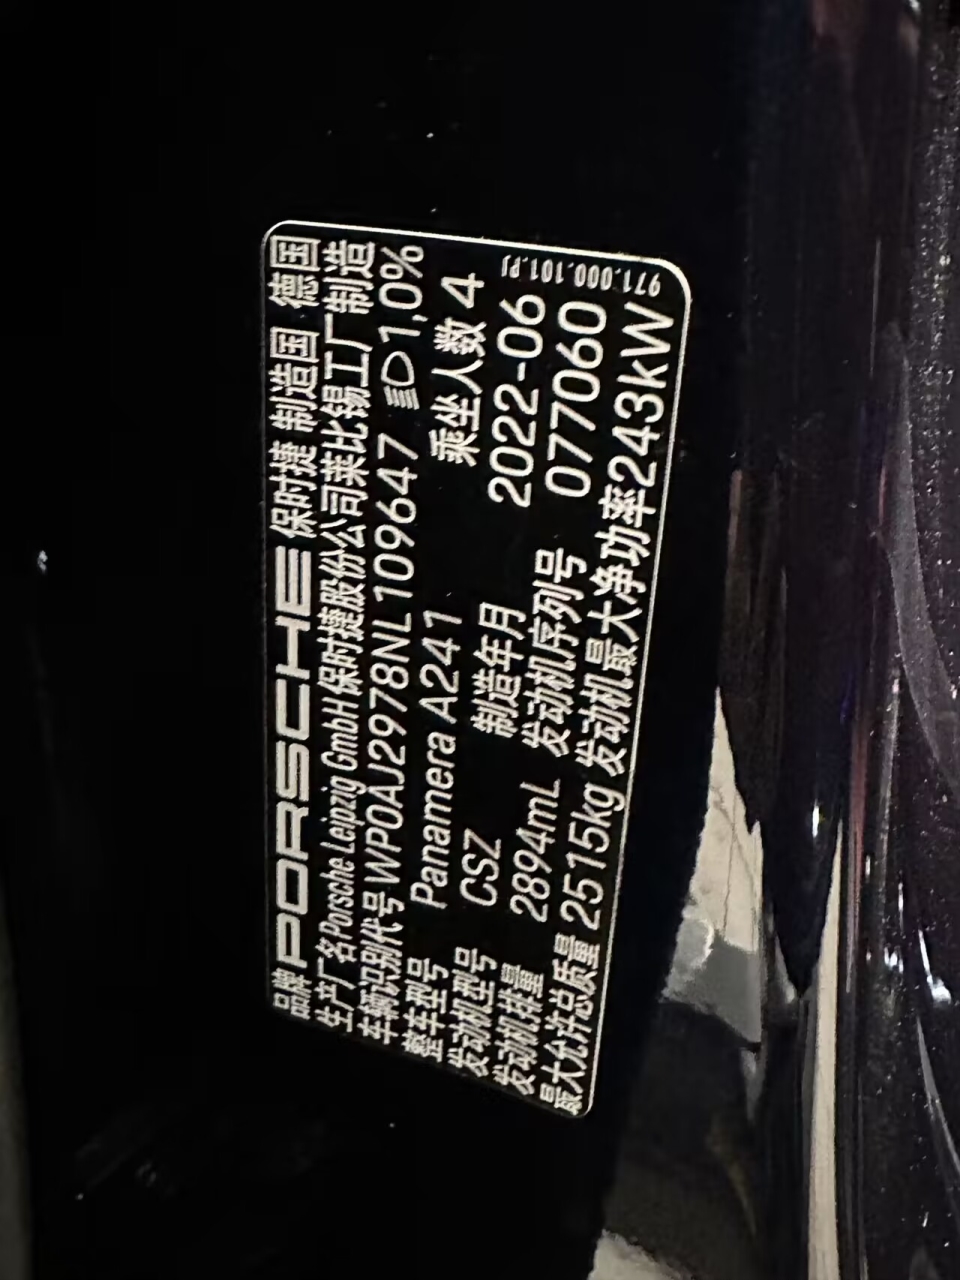 971.000.101.PJ
品牌 PORSCHE 保时捷 制造国 德国
生产厂名 Porsche Leipzig GmbH 保时捷股份公司莱比锡工厂制造
车辆识别代号 WP0AJ2978NL109647 1,0%
整车型号 Panamera A241 乘坐人数 4
发动机型号 CSZ 制造年月 2022-06
发动机排量 2894mL 发动机序列号 077060
最大允许总质量 2515kg 发动机最大净功率 243kW